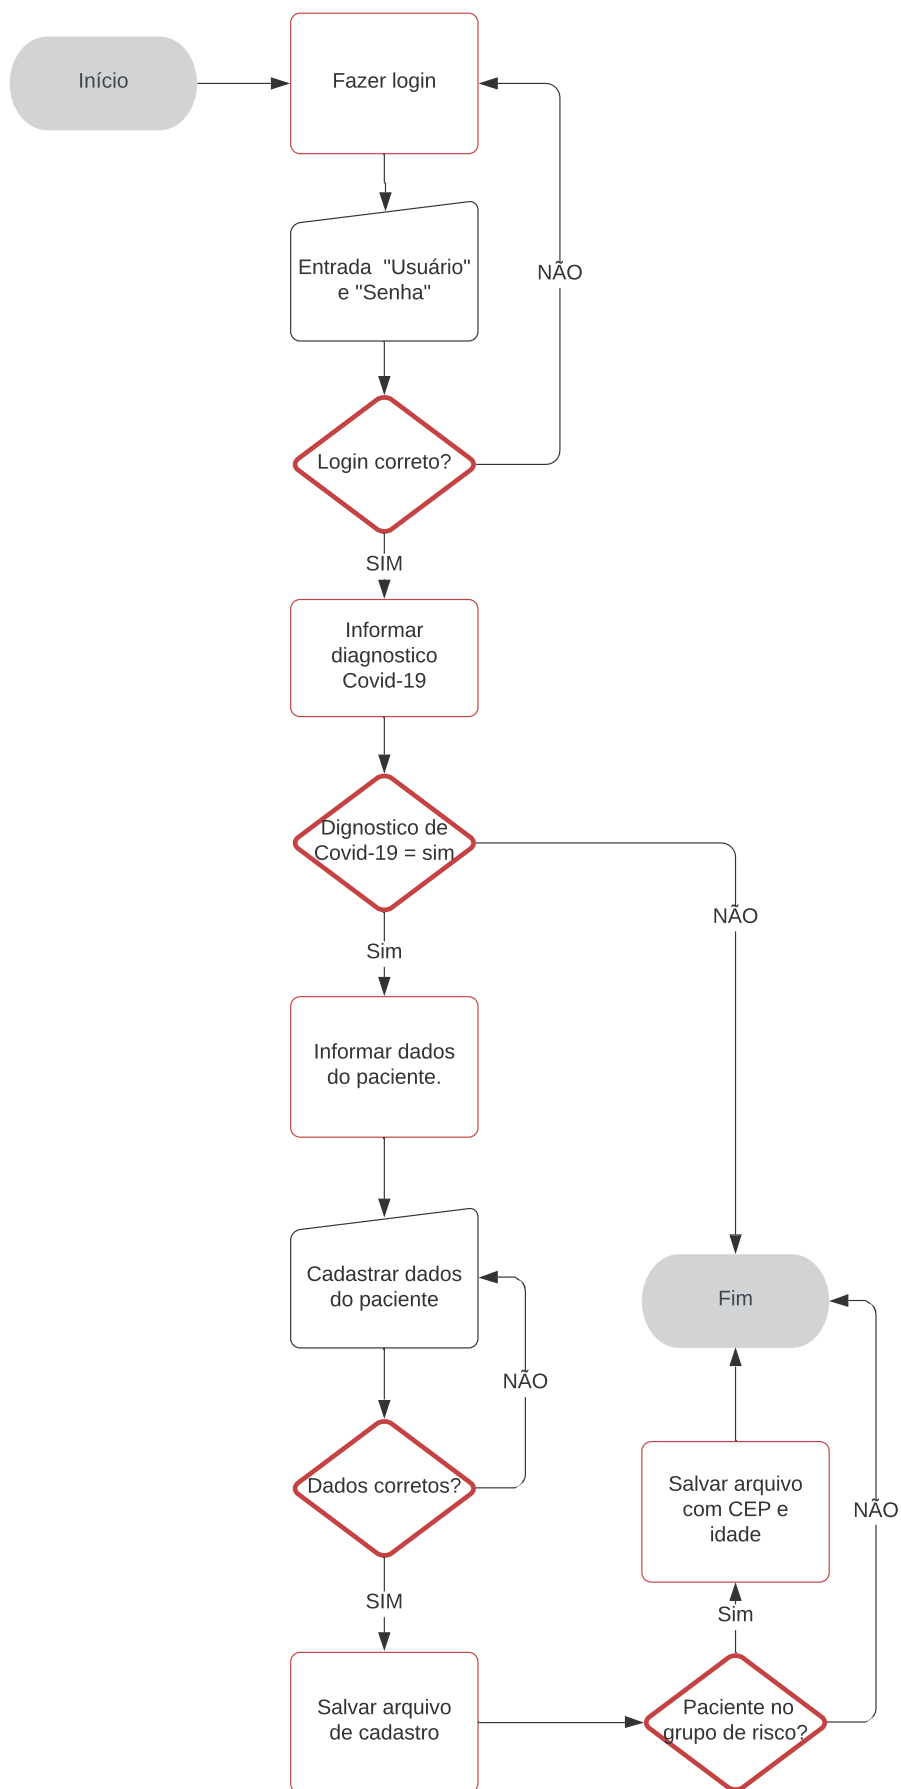 Início
Fazer login
Entrada "Usuário"
e "Senha"
NÃO
Login correto?
SIM
Informar
diagnostico
Covid-19
Dignostico de
Covid-19 = sim
NÃO
Sim
Informar dados
do paciente.
Cadastrar dados
do paciente
Fim
NÃO
Dados corretos?
Salvar arquivo
com CEP e
idade
NÃO
SIM
Sim
Salvar arquivo
de cadastro
Paciente no
grupo de risco?